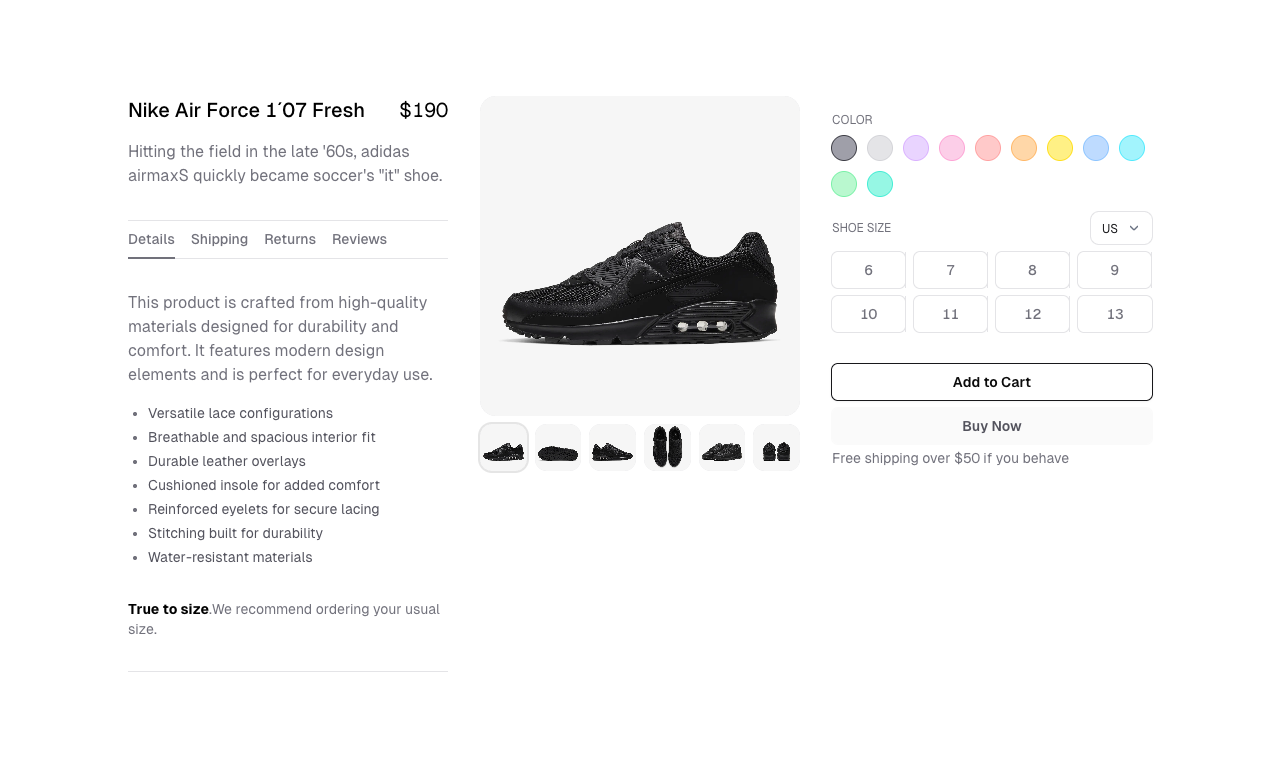 Nike Air Force 1´07 Fresh
$190
Hitting the field in the late '60s, adidas
airmaxS quickly became soccer's "it" shoe.
Details
Shipping
Returns
Reviews
This product is crafted from high-quality
materials designed for durability and
comfort. It features modern design
elements and is perfect for everyday use.
• Versatile lace configurations
• Breathable and spacious interior fit
• Durable leather overlays
• Cushioned insole for added comfort
• Reinforced eyelets for secure lacing
• Stitching built for durability
• Water-resistant materials
True to size.We recommend ordering your usual
size.
COLOR
SHOE SIZE
US
6
7
8
9
10
11
12
13
Add to Cart
Buy Now
Free shipping over $50 if you behave